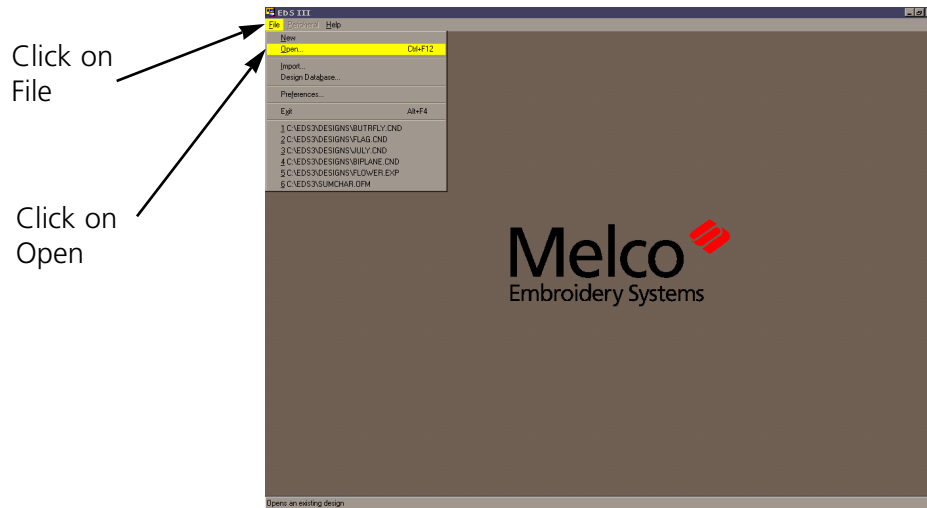 EDS III
File Peripheral Help
New
Open... Ctrl+F12
Import...
Design Database...
Preferences...
Exit Alt+F4
1 C:\EDS3\DESIGNS\BUTRFLY.CND
2 C:\EDS3\DESIGNS\FLAG.CND
3 C:\EDS3\DESIGNS\JULY.CND
4 C:\EDS3\DESIGNS\BIPLANE.CND
5 C:\EDS3\DESIGNS\FLOWER.EXP
6 C:\EDS3\SUMCHAR.OFM
Click on
File
Click on
Open
Melco
Embroidery Systems
Opens an existing design